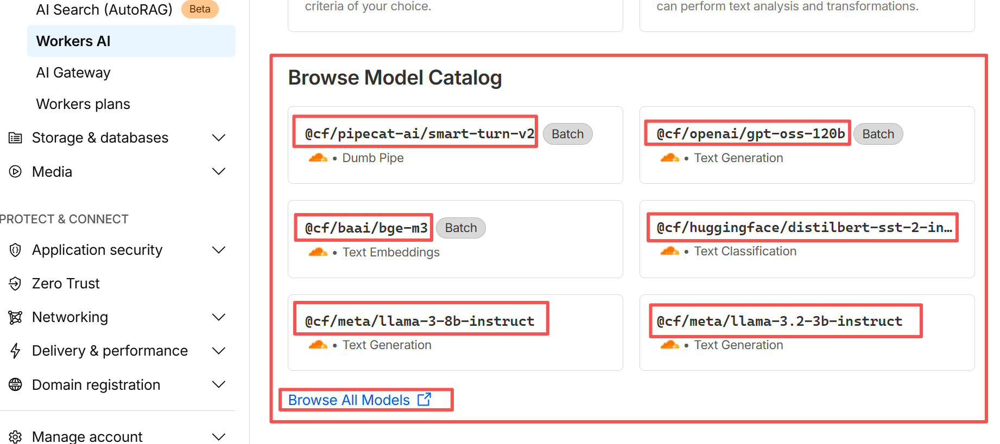 AI Search (AutoRAG) Beta
Workers AI
AI Gateway
Workers plans
Storage & databases
Media
PROTECT & CONNECT
Application security
Zero Trust
Networking
Delivery & performance
Domain registration
Manage account
criteria of your choice.
can perform text analysis and transformations.
Browse Model Catalog
@cf/pipecat-ai/smart-turn-v2 Batch
• Dumb Pipe
@cf/openai/gpt-oss-120b Batch
• Text Generation
@cf/baai/bge-m3 Batch
• Text Embeddings
@cf/huggingface/distilbert-sst-2-in…
• Text Classification
@cf/meta/llama-3-8b-instruct
• Text Generation
@cf/meta/llama-3.2-3b-instruct
• Text Generation
Browse All Models